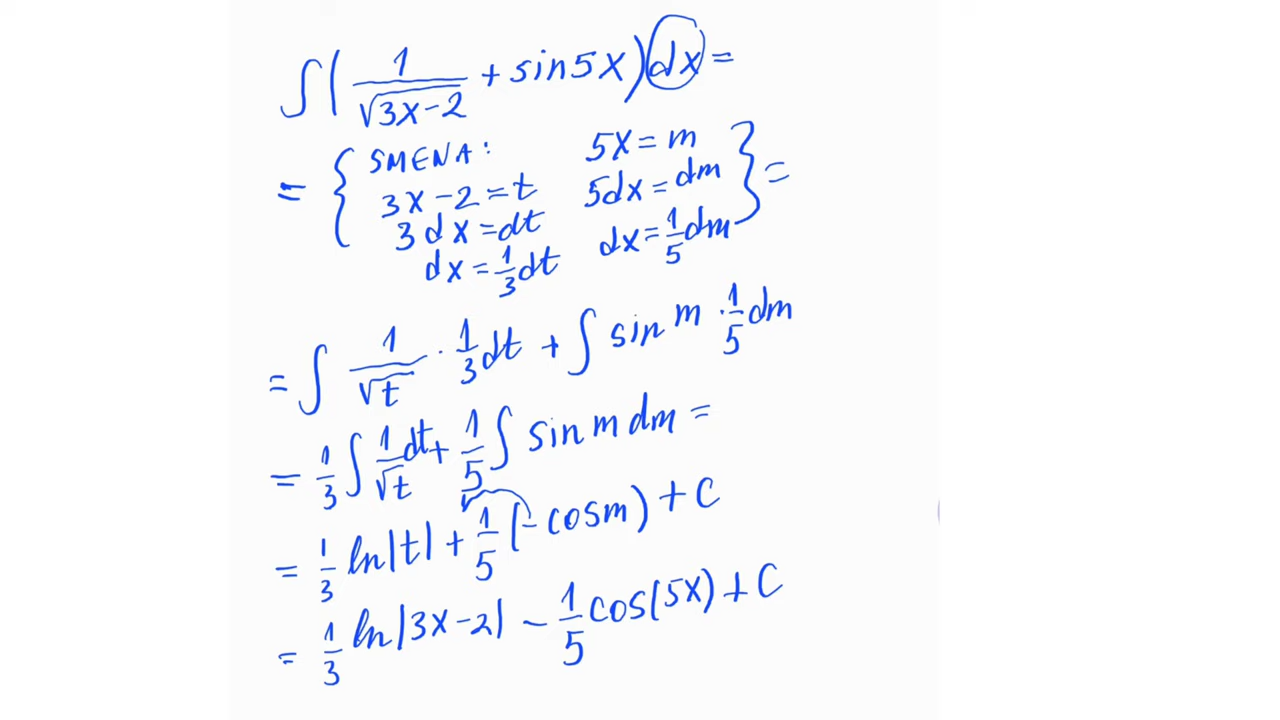 ∫(1/√(3x-2) + sin5x)dx =
= { SMENA: 5x = m
3x-2 = t 5dx = dm } =
3dx = dt dx = 1/5 dm
dx = 1/3 dt
= ∫ 1/√t · 1/3 dt + ∫ sin m · 1/5 dm
= 1/3 ∫ 1/√t dt + 1/5 ∫ sin m dm =
= 1/3 ln|t| + 1/5 (-cosm) + C
= 1/3 ln|3x-2| - 1/5 cos(5x) + C